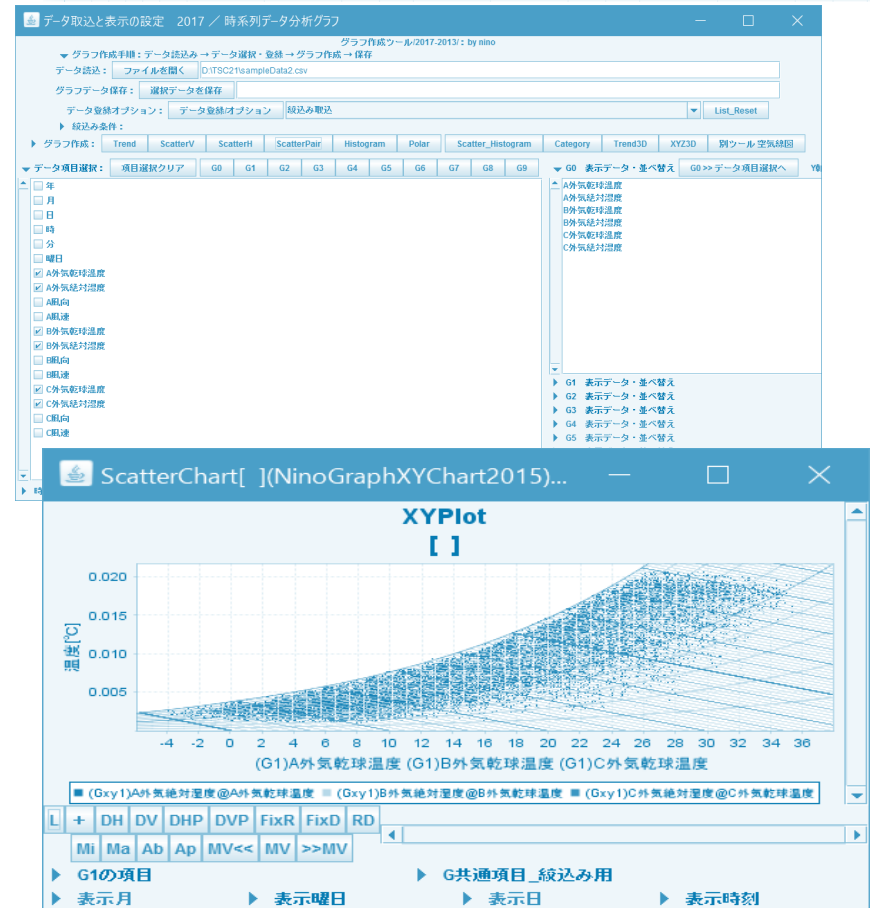 データ取込と表示の設定　2017 ／ 時系列データ分析グラフ
グラフ作成ツール/2017-2013/ : by nino
グラフ作成手順：データ読込み→データ選択・登録→グラフ作成→保存
データ読込： ファイルを開く D:\TSC21\sampleData2.csv
グラフデータ保存： 選択データを保存
データ登録オプション： データ登録オプション 絞込み取込 List_Reset
絞込み条件：
グラフ作成： Trend ScatterV ScatterH ScatterPair Histogram Polar Scatter_Histogram Category Trend3D XYZ3D 別ツール 空気線図
データ項目選択： 項目選択クリア G0 G1 G2 G3 G4 G5 G6 G7 G8 G9 G0 表示データ・並べ替え G0>>データ項目選択へ
年
月
日
時
分
曜日
A外気乾球温度
A外気絶対湿度
A風向
A風速
B外気乾球温度
B外気絶対湿度
B風向
B風速
C外気乾球温度
C外気絶対湿度
C風向
C風速
A外気乾球温度
A外気絶対湿度
B外気乾球温度
B外気絶対湿度
C外気乾球温度
C外気絶対湿度
G1 表示データ・並べ替え
G2 表示データ・並べ替え
G3 表示データ・並べ替え
G4 表示データ・並べ替え
G5 表示データ・並べ替え
ScatterChart[ ](NinoGraphXYChart2015)...
XYPlot
[ ]
0.020
0.015
0.010
0.005
温度[℃]
-4 -2 0 2 4 6 8 10 12 14 16 18 20 22 24 26 28 30 32 34 36
(G1)A外気乾球温度 (G1)B外気乾球温度 (G1)C外気乾球温度
(Gxy1)A外気絶対湿度@A外気乾球温度 (Gxy1)B外気絶対湿度@B外気乾球温度 (Gxy1)C外気絶対湿度@C外気乾球温度
L + DH DV DHP DVP FixR FixD RD
Mi Ma Ab Ap MV<< MV >>MV
G1の項目 G共通項目_絞込み用
表示月 表示曜日 表示日 表示時刻